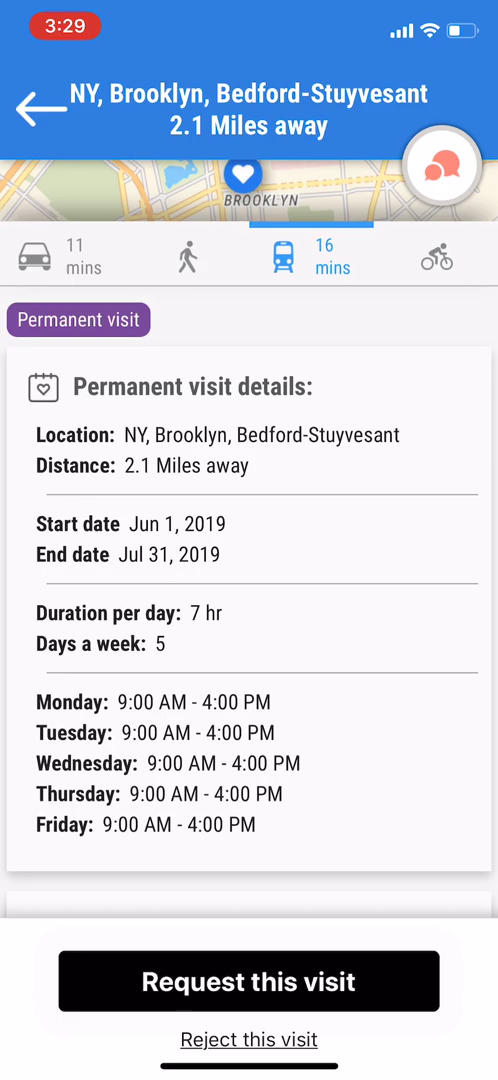 3:29
NY, Brooklyn, Bedford-Stuyvesant
2.1 Miles away
BROOKLYN
11
mins
16
mins
Permanent visit
Permanent visit details:
Location: NY, Brooklyn, Bedford-Stuyvesant
Distance: 2.1 Miles away
Start date Jun 1, 2019
End date Jul 31, 2019
Duration per day: 7 hr
Days a week: 5
Monday: 9:00 AM - 4:00 PM
Tuesday: 9:00 AM - 4:00 PM
Wednesday: 9:00 AM - 4:00 PM
Thursday: 9:00 AM - 4:00 PM
Friday: 9:00 AM - 4:00 PM
Request this visit
Reject this visit